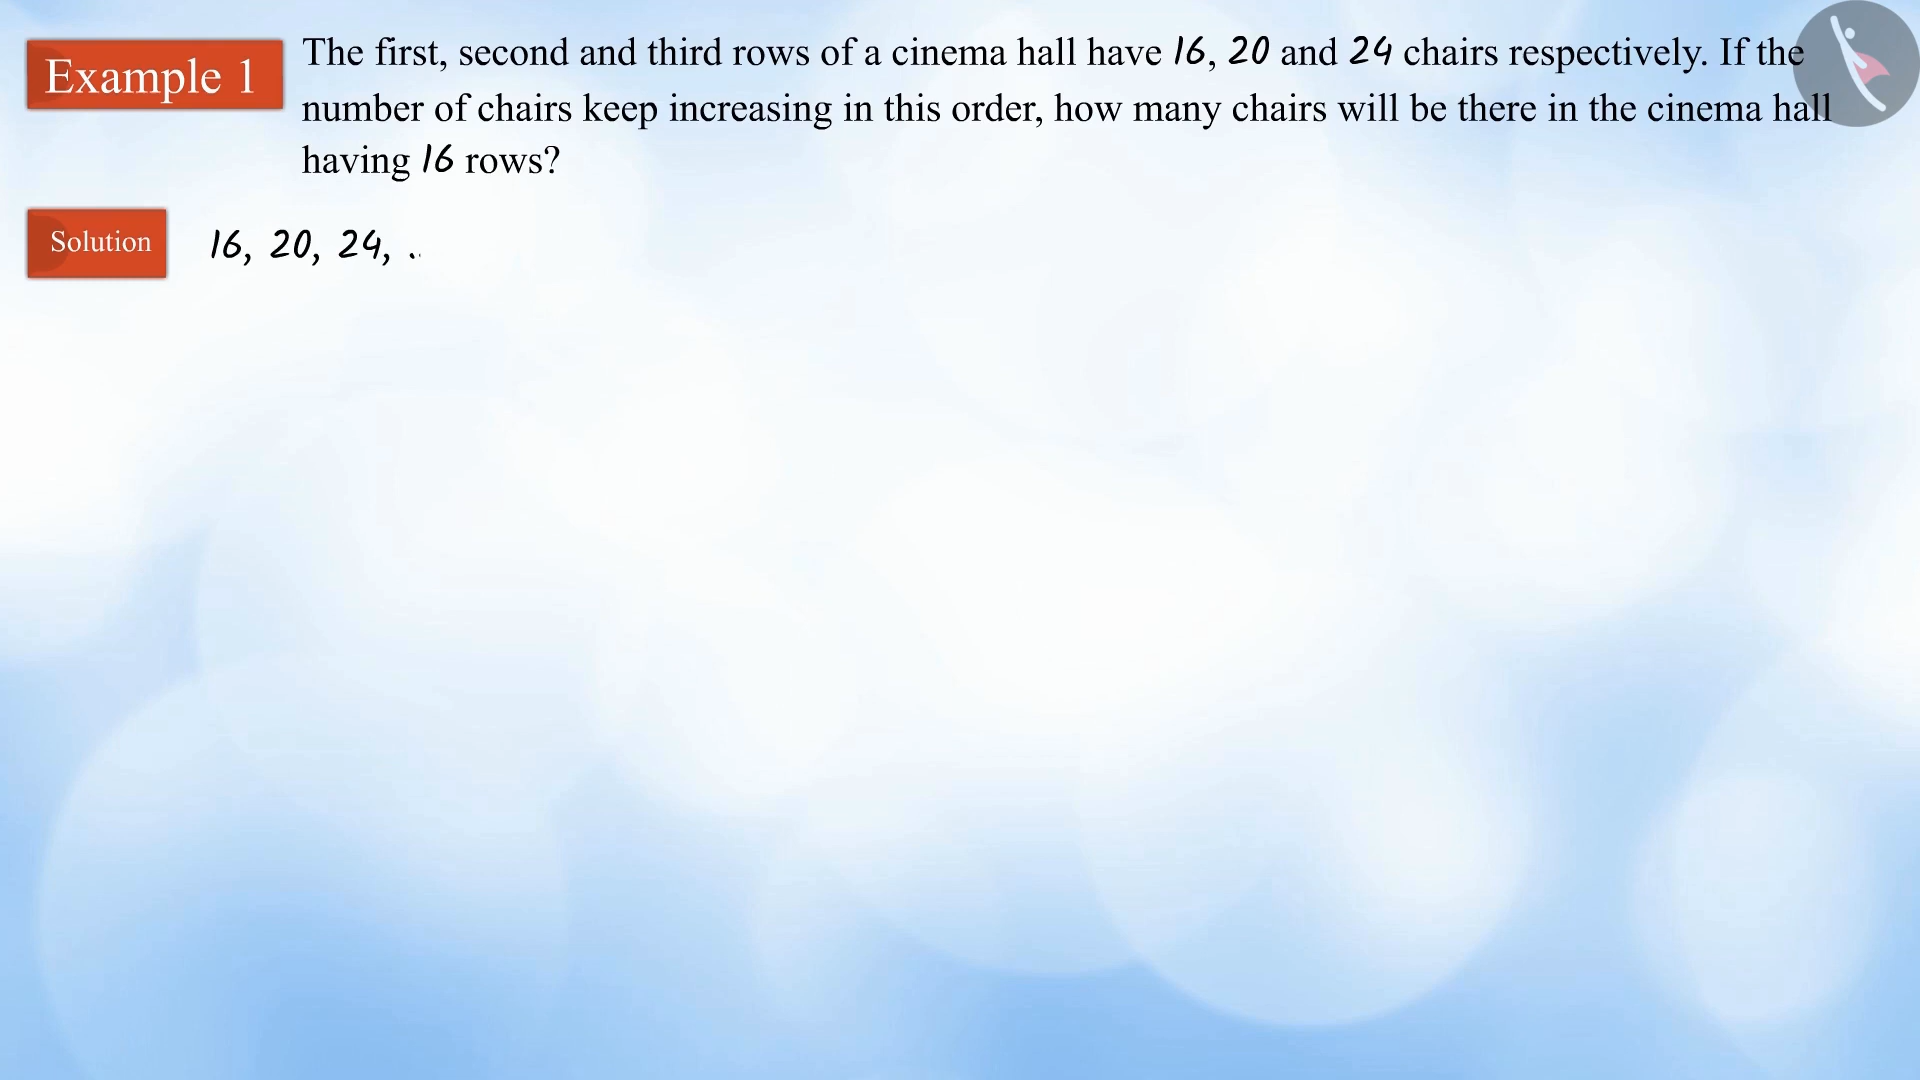 Example 1
The first, second and third rows of a cinema hall have 16, 20 and 24 chairs respectively. If the
number of chairs keep increasing in this order, how many chairs will be there in the cinema hall
having 16 rows?
Solution
16, 20, 24, ..